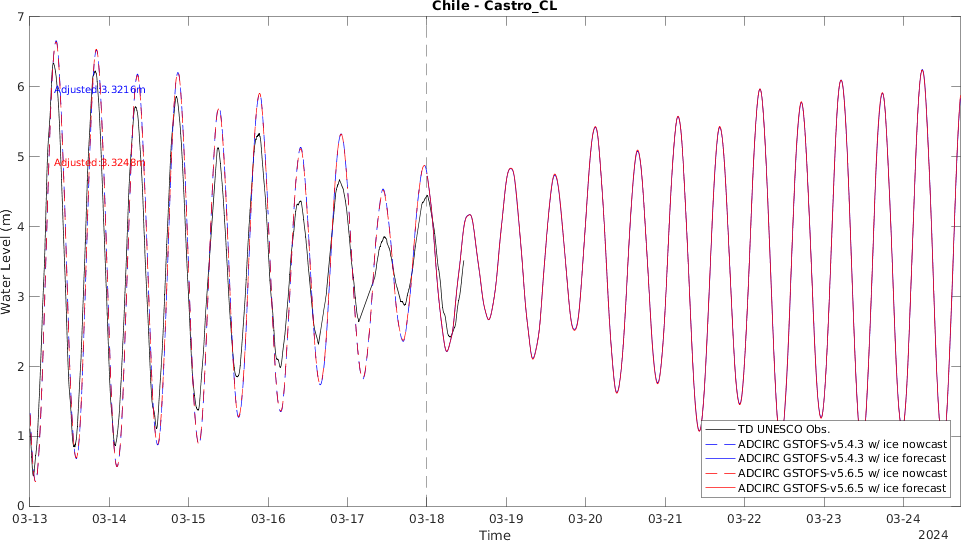 Chile - Castro_CL
7
6
5
4
3
2
1
0
Water Level (m)
Adjusted:3.3216m
Adjusted:3.3248m
TD UNESCO Obs.
ADCIRC GSTOFS-v5.4.3 w/ ice nowcast
ADCIRC GSTOFS-v5.4.3 w/ ice forecast
ADCIRC GSTOFS-v5.6.5 w/ ice nowcast
ADCIRC GSTOFS-v5.6.5 w/ ice forecast
03-13 03-14 03-15 03-16 03-17 03-18 03-19 03-20 03-21 03-22 03-23 03-24
Time
2024